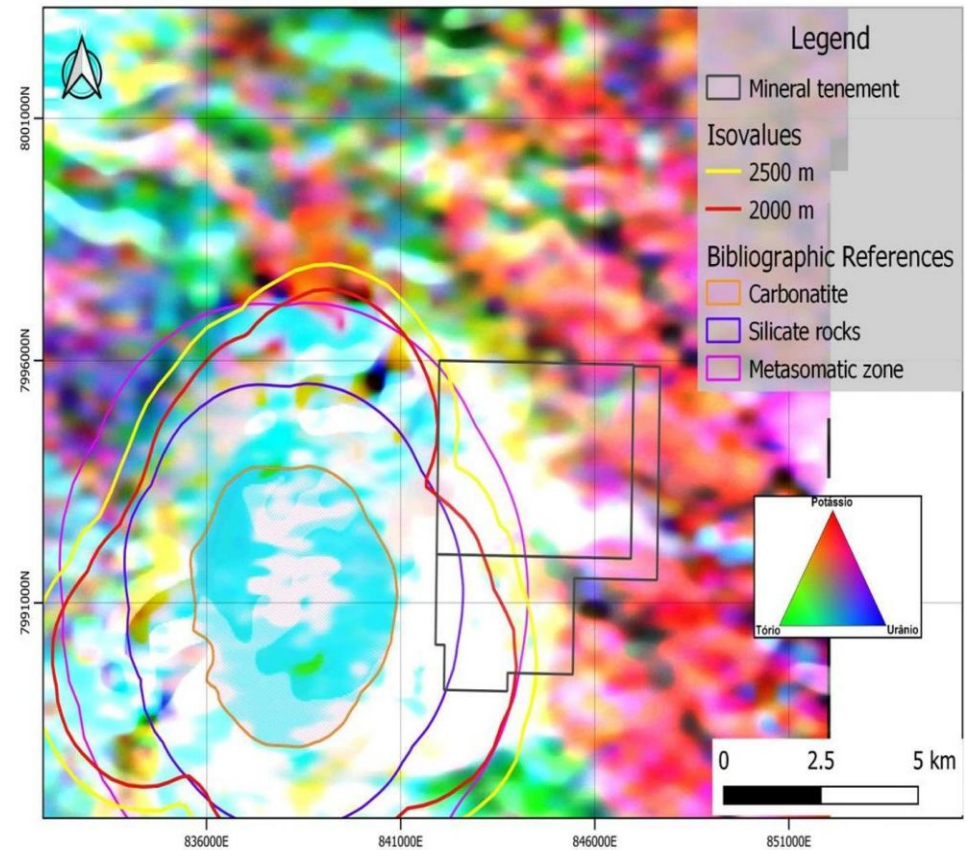 Legend
Mineral tenement
Isovalues
2500 m
2000 m
Bibliographic References
Carbonatite
Silicate rocks
Metasomatic zone
8001000N
7996000N
7991000N
Potássio
Tório
Urânio
0 2.5 5 km
836000E 841000E 846000E 851000E